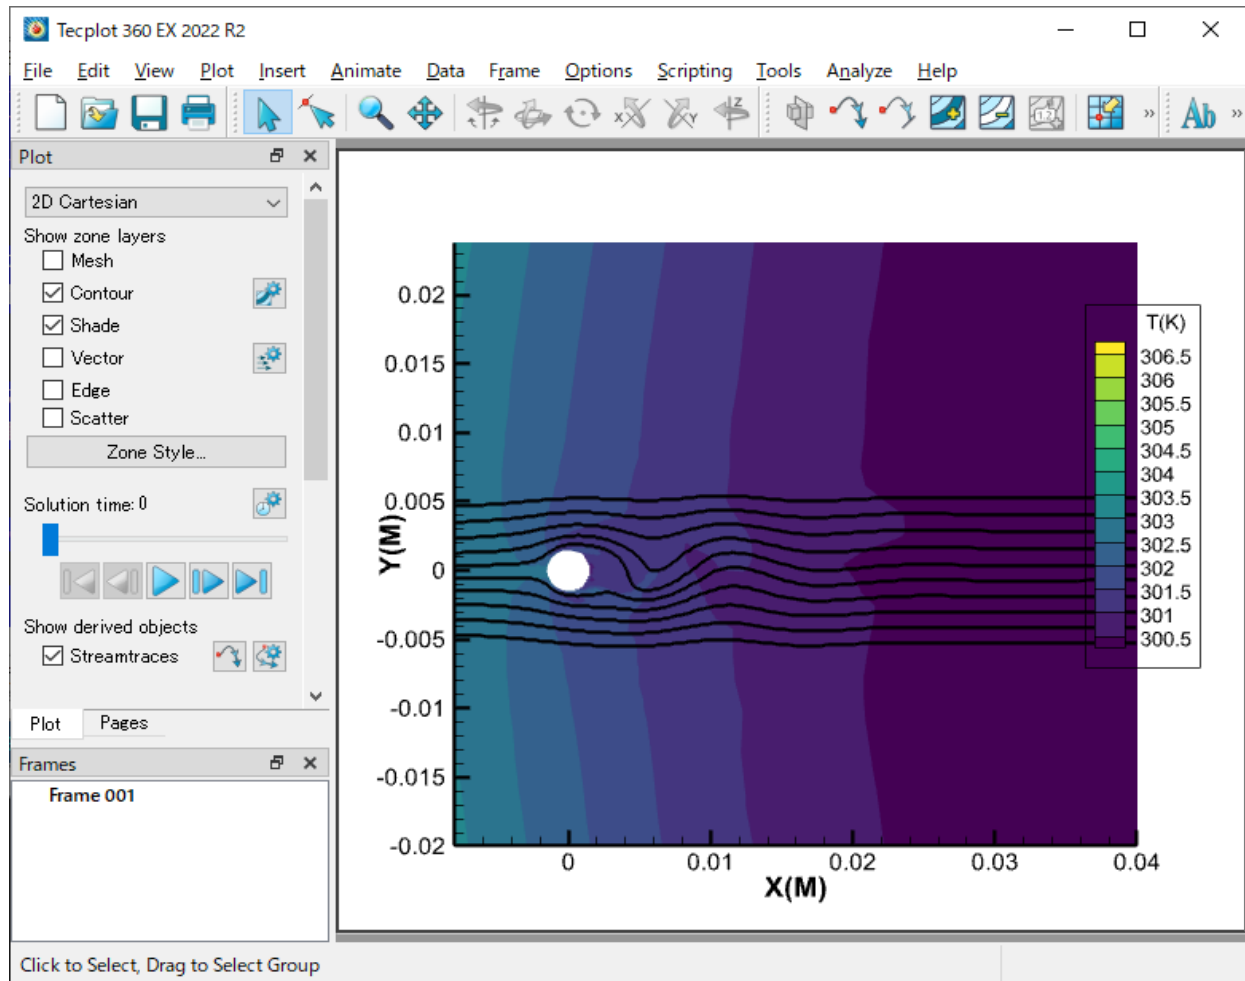 Tecplot 360 EX 2022 R2
File Edit View Plot Insert Animate Data Frame Options Scripting Tools Analyze Help
X X Y Z 1.2 » Ab »
Plot
2D Cartesian
Show zone layers
Mesh
Contour
Shade
Vector
Edge
Scatter
Zone Style...
Solution time: 0
Show derived objects
Streamtraces
Plot Pages
Frames
Frame 001
Y(M)
0.02
0.015
0.01
0.005
0
-0.005
-0.01
-0.015
-0.02
0 0.01 0.02 0.03 0.04
X(M)
T(K)
306.5
306
305.5
305
304.5
304
303.5
303
302.5
302
301.5
301
300.5
Click to Select, Drag to Select Group